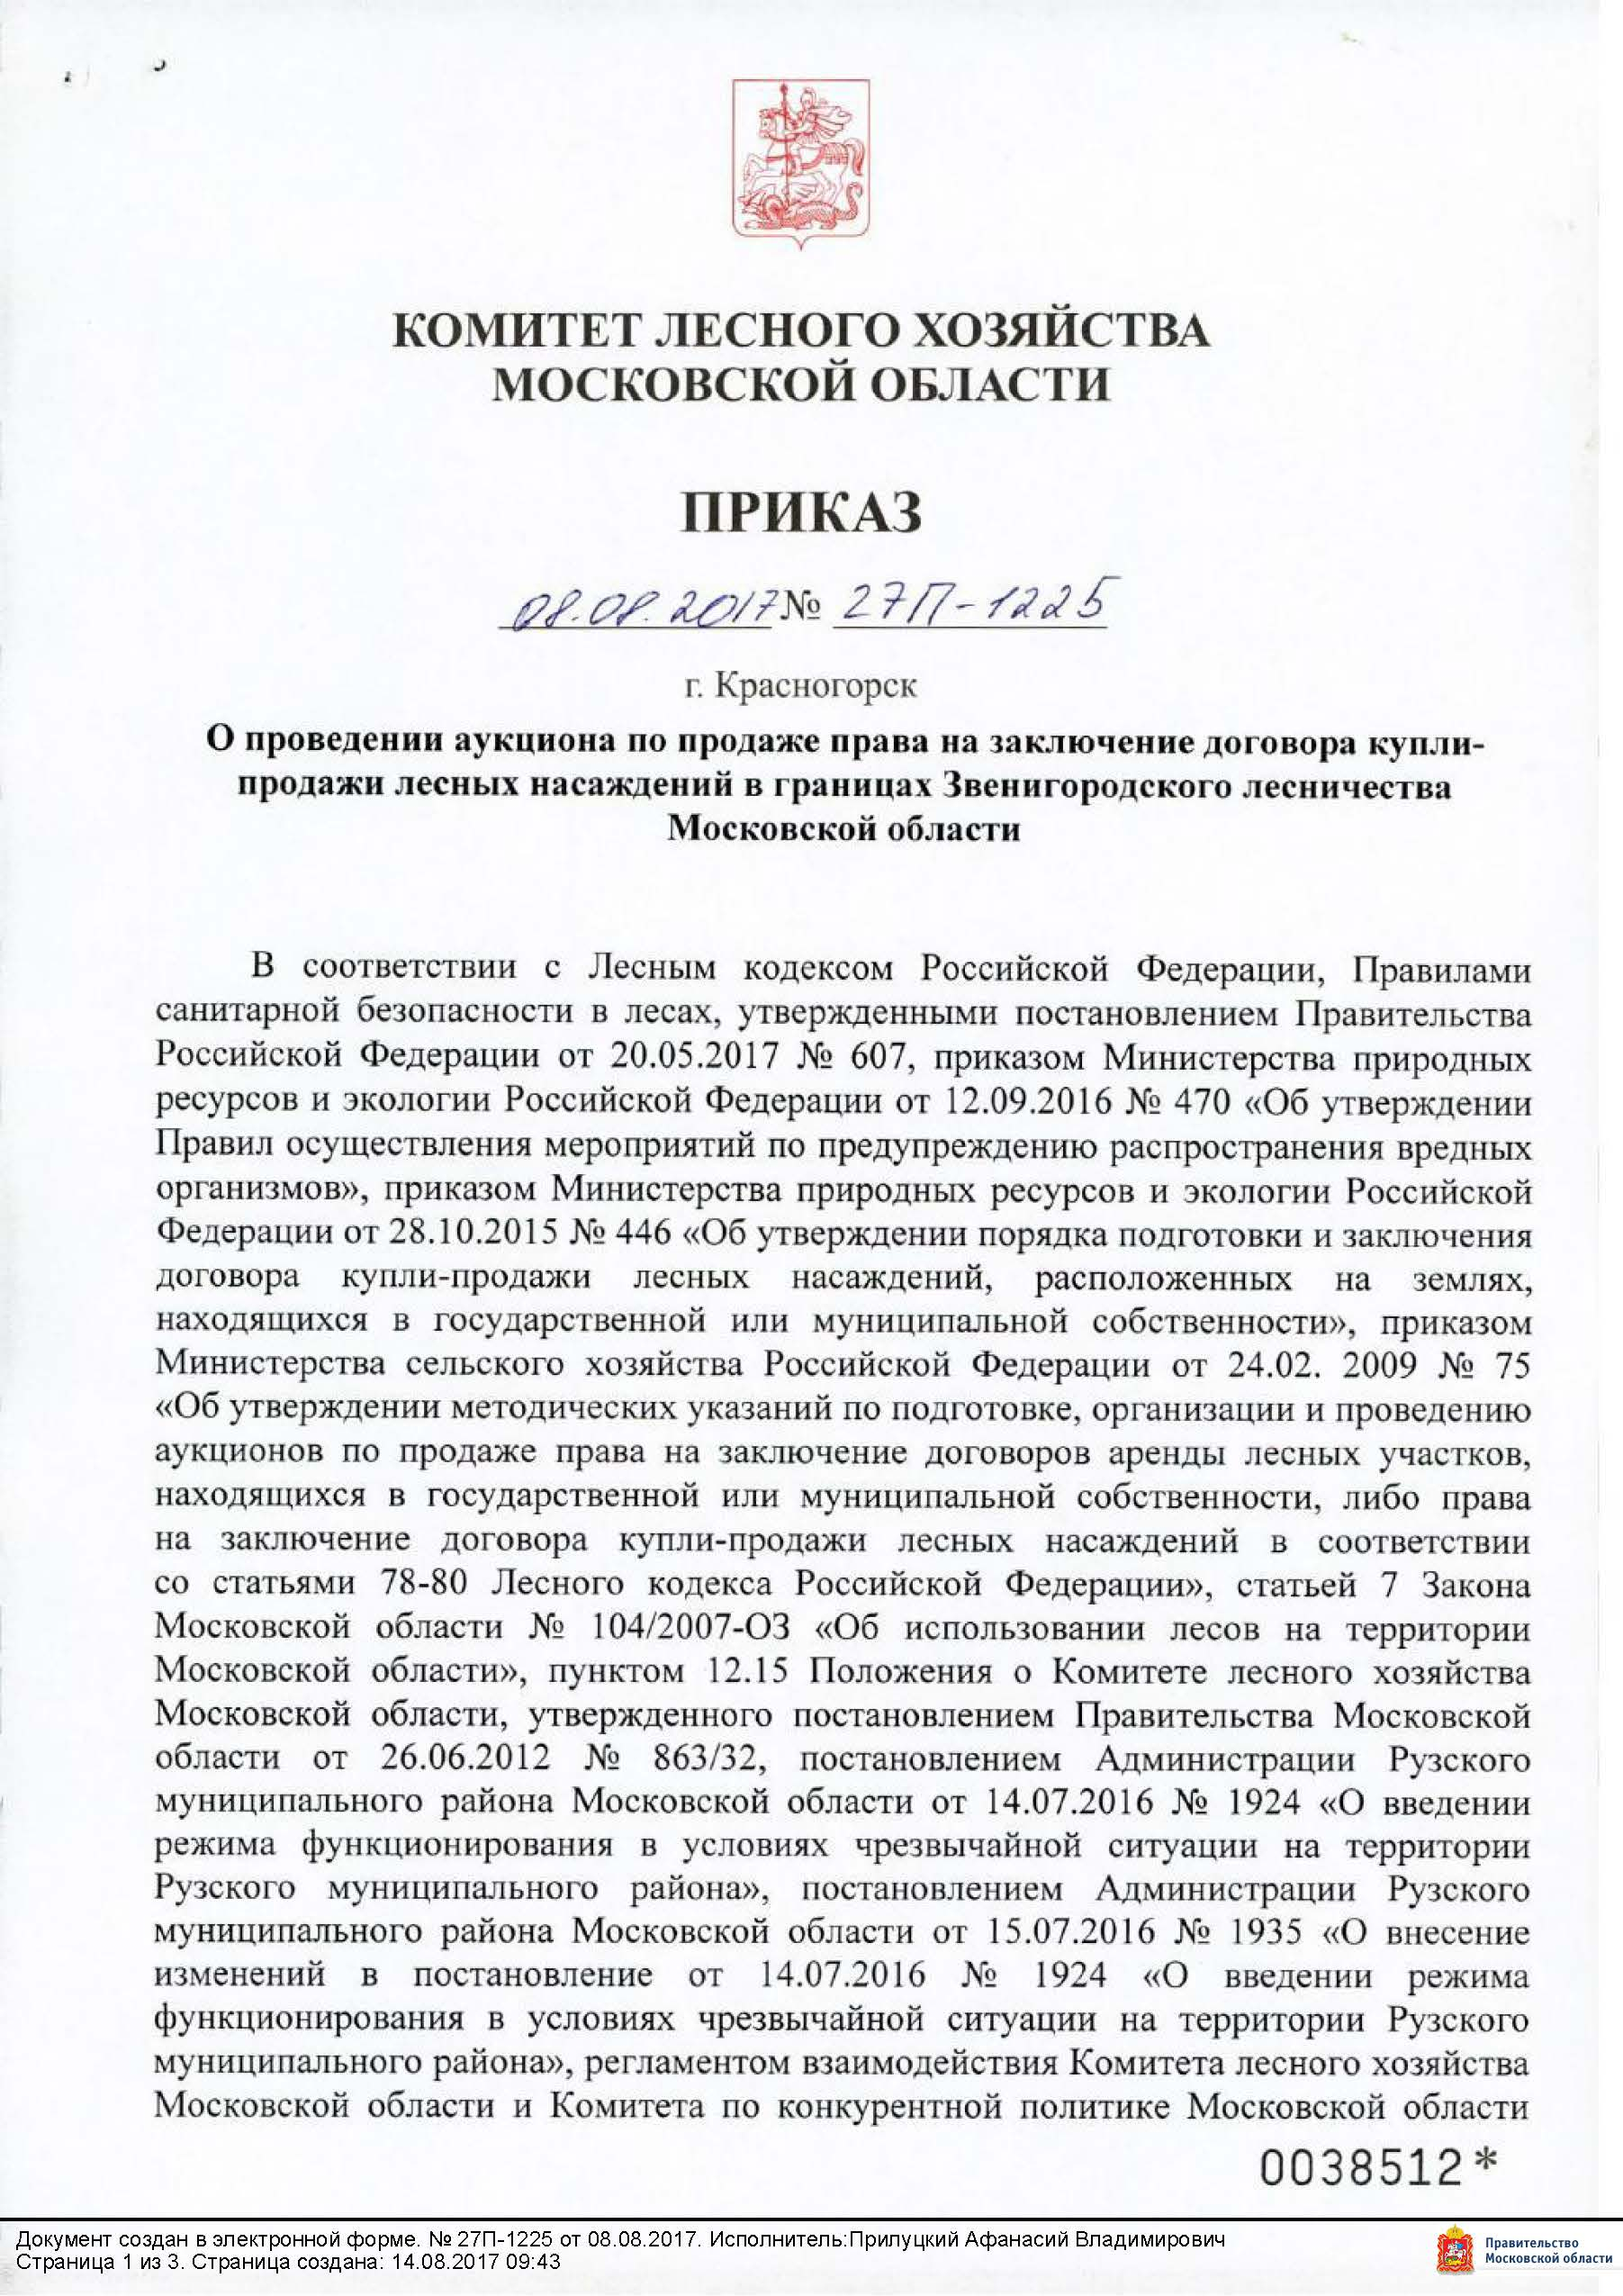 КОМИТЕТ ЛЕСНОГО ХОЗЯЙСТВА
МОСКОВСКОЙ ОБЛАСТИ
ПРИКАЗ
08.08.2017 № 27П-1225
г. Красногорск
О проведении аукциона по продаже права на заключение договора купли-
продажи лесных насаждений в границах Звенигородского лесничества
Московской области
В соответствии с Лесным кодексом Российской Федерации, Правилами
санитарной безопасности в лесах, утвержденными постановлением Правительства
Российской Федерации от 20.05.2017 № 607, приказом Министерства природных
ресурсов и экологии Российской Федерации от 12.09.2016 № 470 «Об утверждении
Правил осуществления мероприятий по предупреждению распространения вредных
организмов», приказом Министерства природных ресурсов и экологии Российской
Федерации от 28.10.2015 № 446 «Об утверждении порядка подготовки и заключения
договора купли-продажи лесных насаждений, расположенных на землях,
находящихся в государственной или муниципальной собственности», приказом
Министерства сельского хозяйства Российской Федерации от 24.02. 2009 № 75
«Об утверждении методических указаний по подготовке, организации и проведению
аукционов по продаже права на заключение договоров аренды лесных участков,
находящихся в государственной или муниципальной собственности, либо права
на заключение договора купли-продажи лесных насаждений в соответствии
со статьями 78-80 Лесного кодекса Российской Федерации», статьей 7 Закона
Московской области № 104/2007-ОЗ «Об использовании лесов на территории
Московской области», пунктом 12.15 Положения о Комитете лесного хозяйства
Московской области, утвержденного постановлением Правительства Московской
области от 26.06.2012 № 863/32, постановлением Администрации Рузского
муниципального района Московской области от 14.07.2016 № 1924 «О введении
режима функционирования в условиях чрезвычайной ситуации на территории
Рузского муниципального района», постановлением Администрации Рузского
муниципального района Московской области от 15.07.2016 № 1935 «О внесение
изменений в постановление от 14.07.2016 № 1924 «О введении режима
функционирования в условиях чрезвычайной ситуации на территории Рузского
муниципального района», регламентом взаимодействия Комитета лесного хозяйства
Московской области и Комитета по конкурентной политике Московской области
0038512*
Документ создан в электронной форме. № 27П-1225 от 08.08.2017. Исполнитель:Прилуцкий Афанасий Владимирович
Страница 1 из 3. Страница создана: 14.08.2017 09:43
Правительство
Московской области